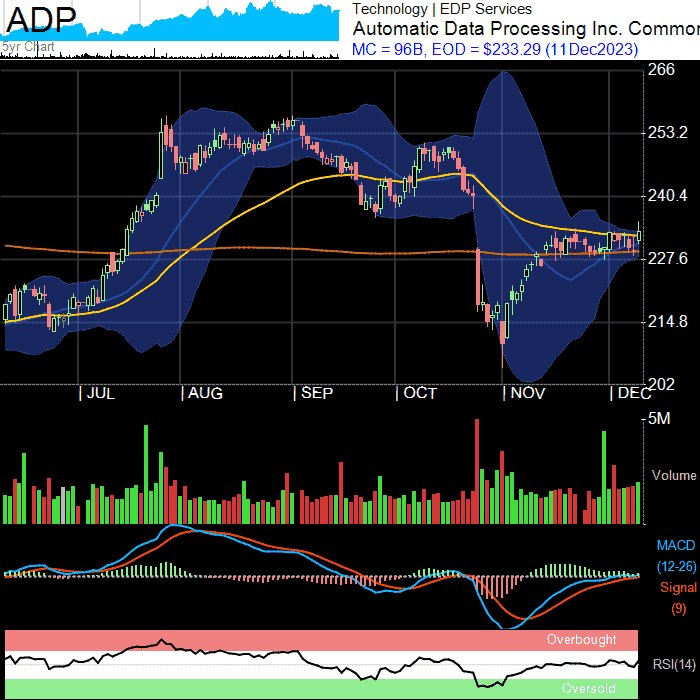 ADP
5yr Chart
Technology | EDP Services
Automatic Data Processing Inc. Common
MC = 96B, EOD = $233.29 (11Dec2023)
266
253.2
240.4
227.6
214.8
202
| JUL | AUG | SEP | OCT | NOV | DEC
5M
Volume
MACD
(12-26)
Signal
(9)
Overbought
RSI(14)
Oversold